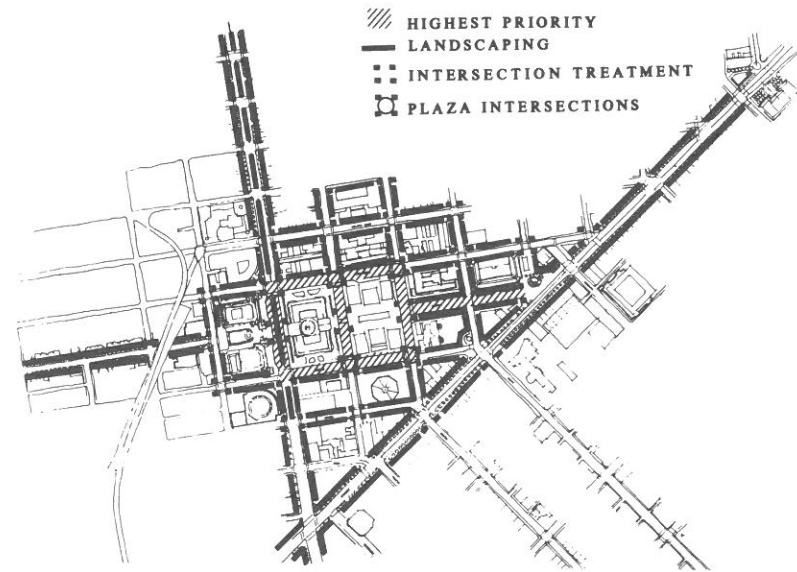 HIGHEST PRIORITY
LANDSCAPING
INTERSECTION TREATMENT
PLAZA INTERSECTIONS